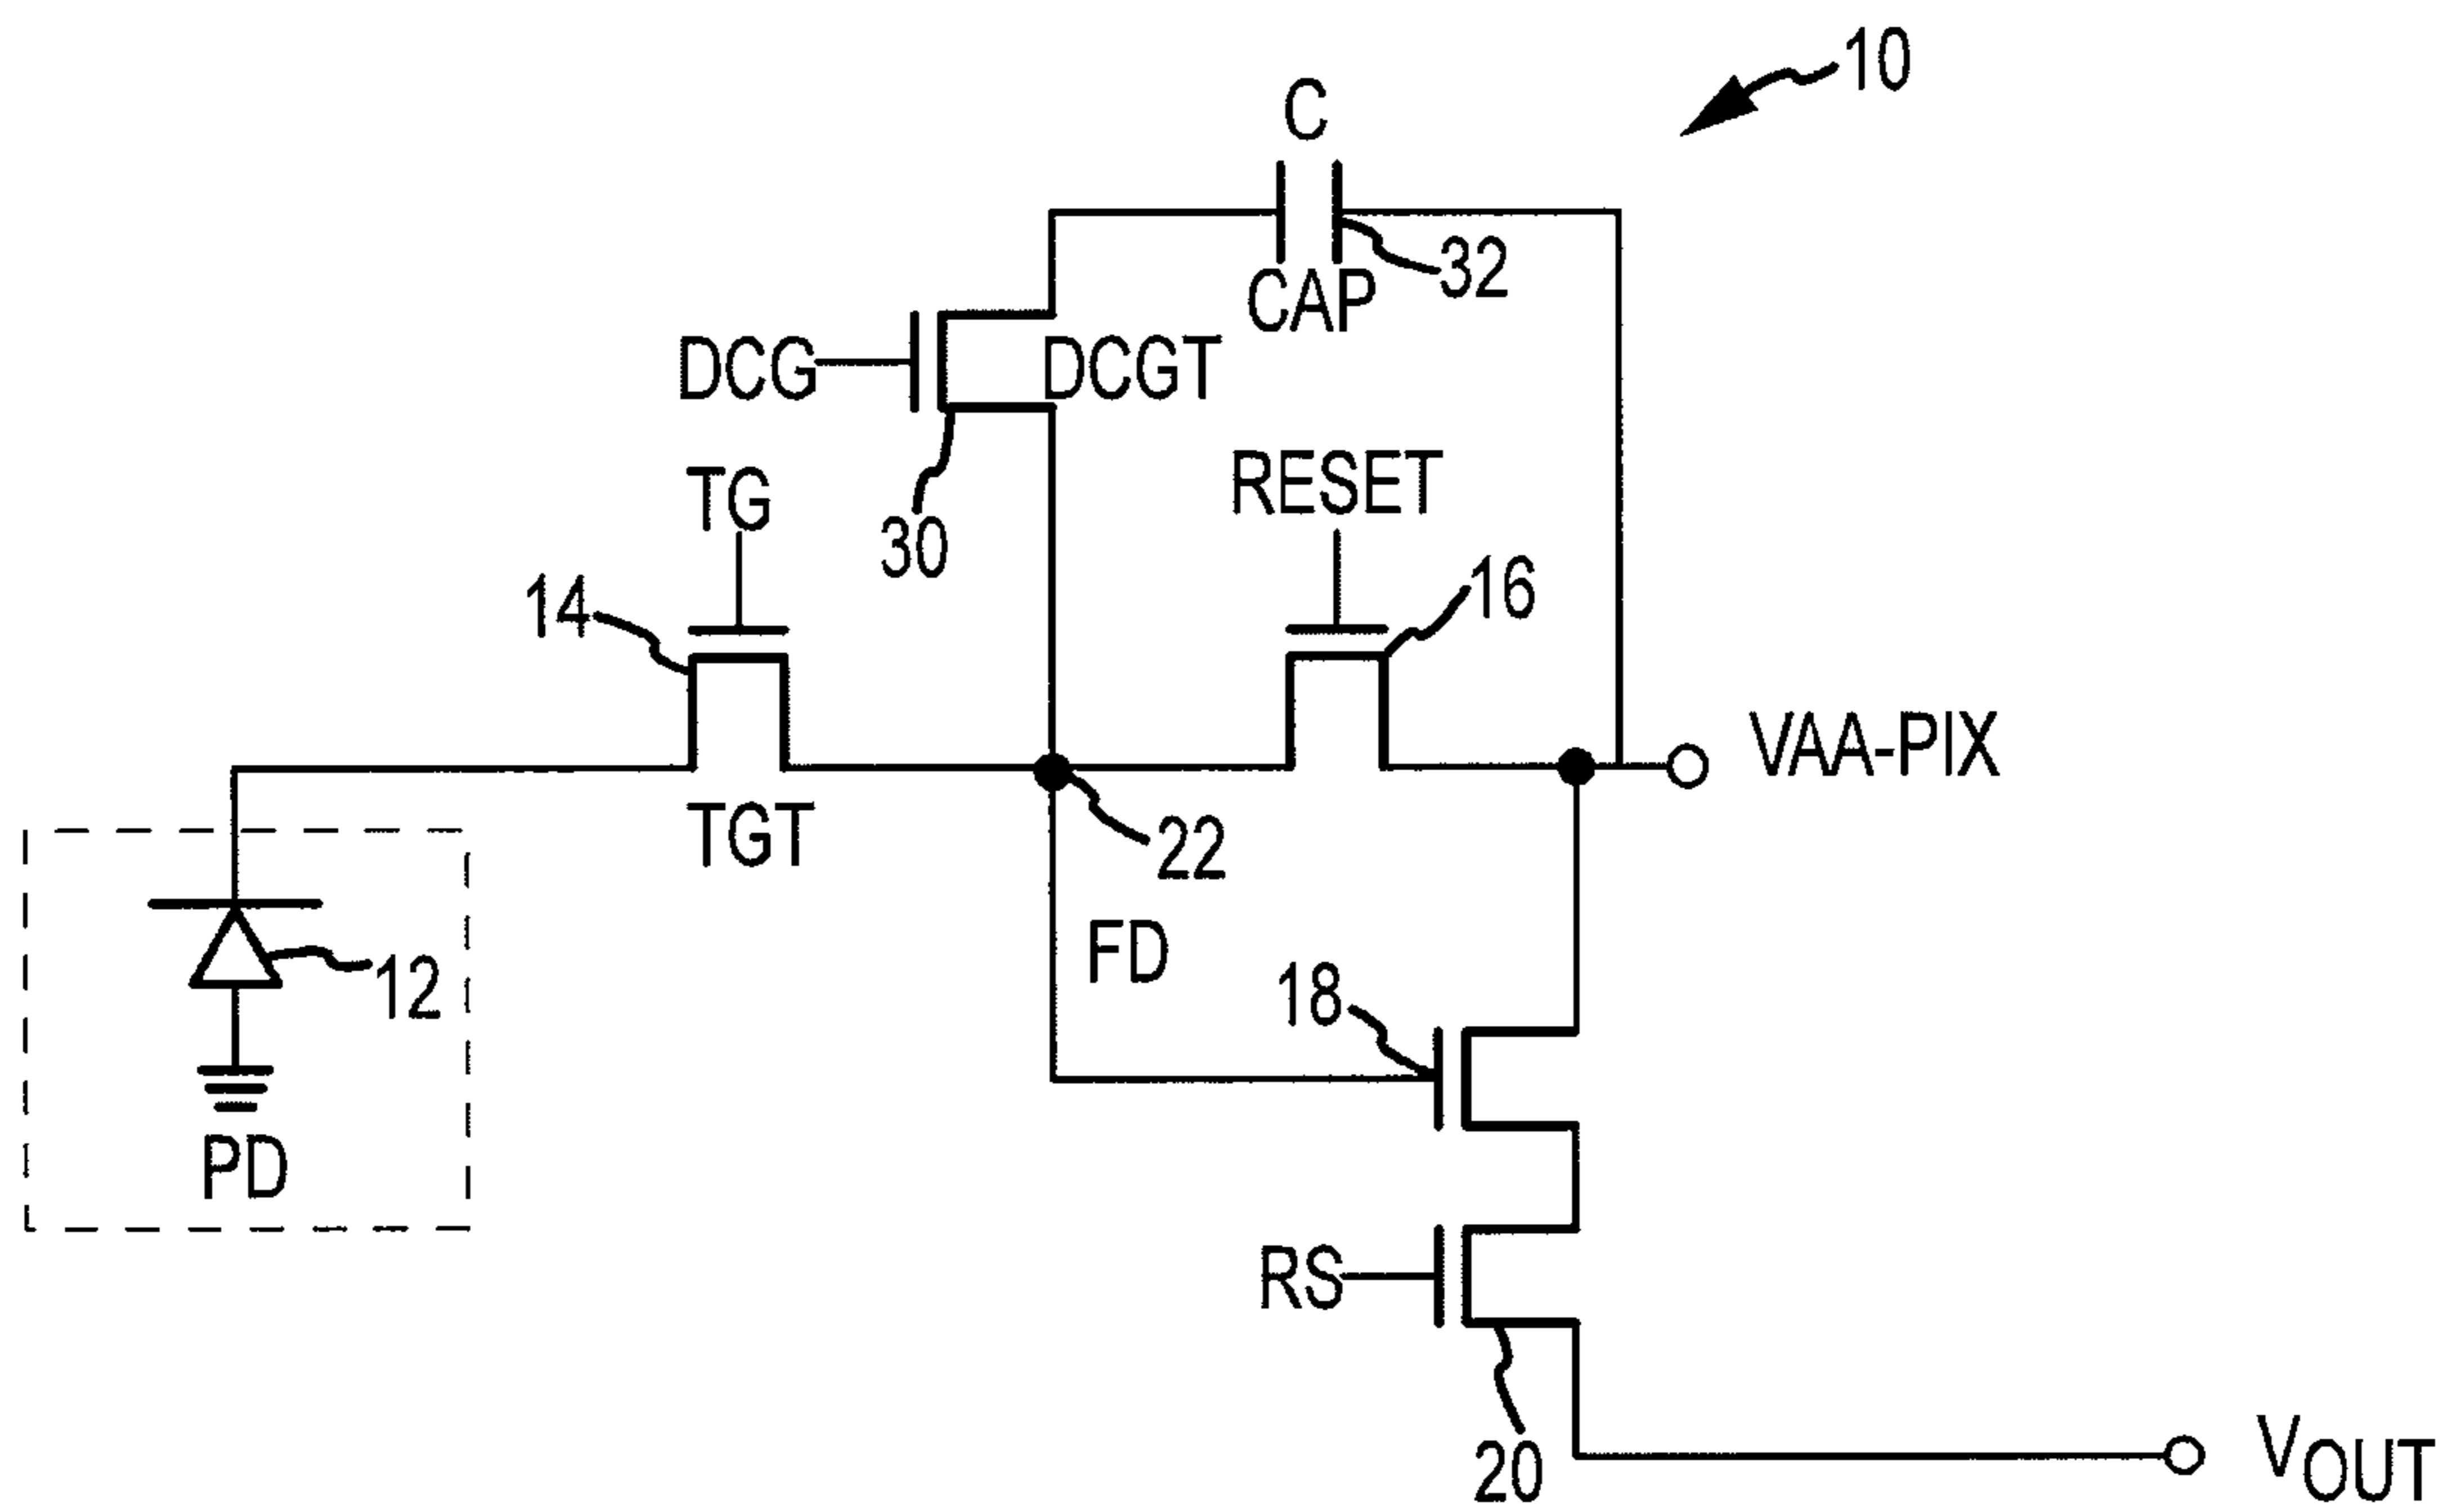 10
C
32
CAP
DCG
DCGT
30
TG
RESET
14
16
VAA-PIX
TGT
22
FD
12
18
PD
RS
20
VOUT